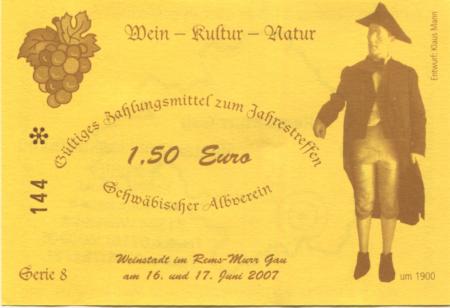 Wein – Kultur – Natur
Entwurf: Klaus Mann
Gültiges Zahlungsmittel zum Jahrestreffen
1,50 Euro
Schwäbischer Albverein
144 *
Weinstadt im Rems-Murr Gau
am 16. und 17. Juni 2007
Serie 8
um 1900